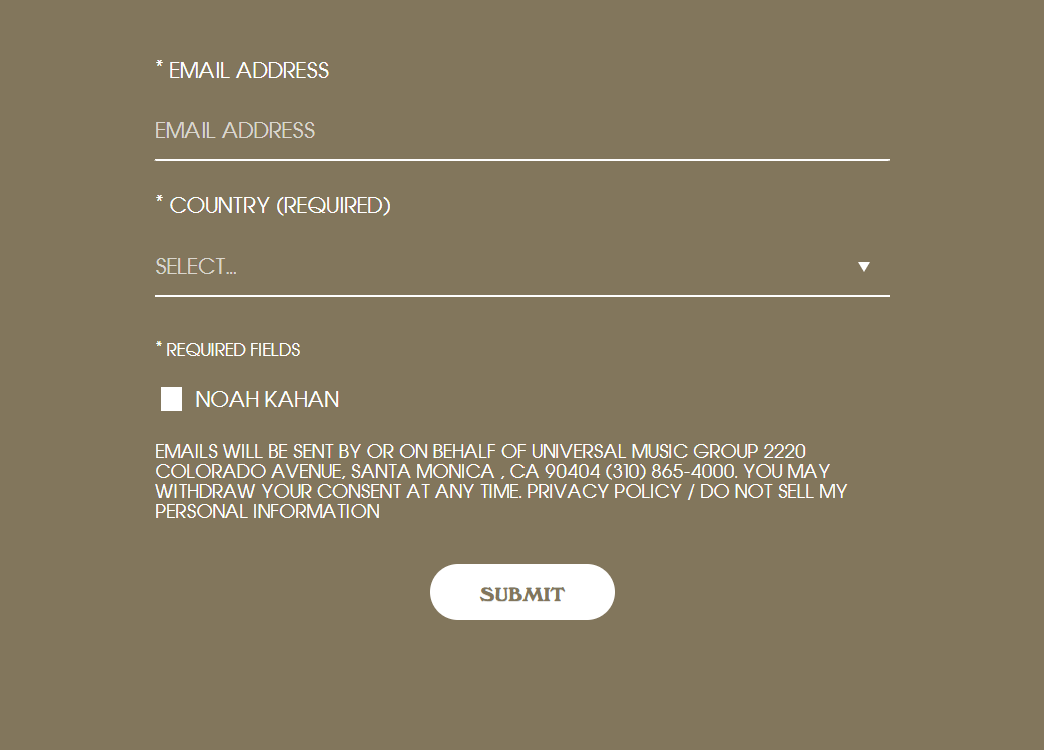 * EMAIL ADDRESS
EMAIL ADDRESS
* COUNTRY (REQUIRED)
SELECT...
* REQUIRED FIELDS
NOAH KAHAN
EMAILS WILL BE SENT BY OR ON BEHALF OF UNIVERSAL MUSIC GROUP 2220
COLORADO AVENUE, SANTA MONICA , CA 90404 (310) 865-4000. YOU MAY
WITHDRAW YOUR CONSENT AT ANY TIME. PRIVACY POLICY / DO NOT SELL MY
PERSONAL INFORMATION
SUBMIT